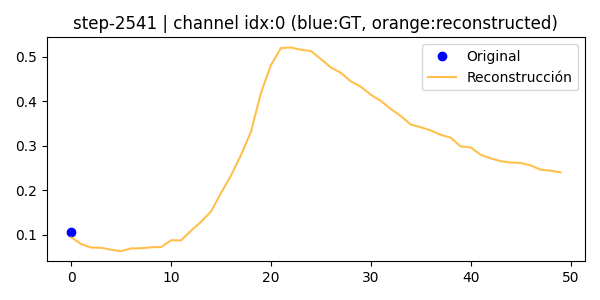 step-2541 | channel idx:0 (blue:GT, orange:reconstructed)
Original
Reconstrucción
0.5
0.4
0.3
0.2
0.1
0 10 20 30 40 50